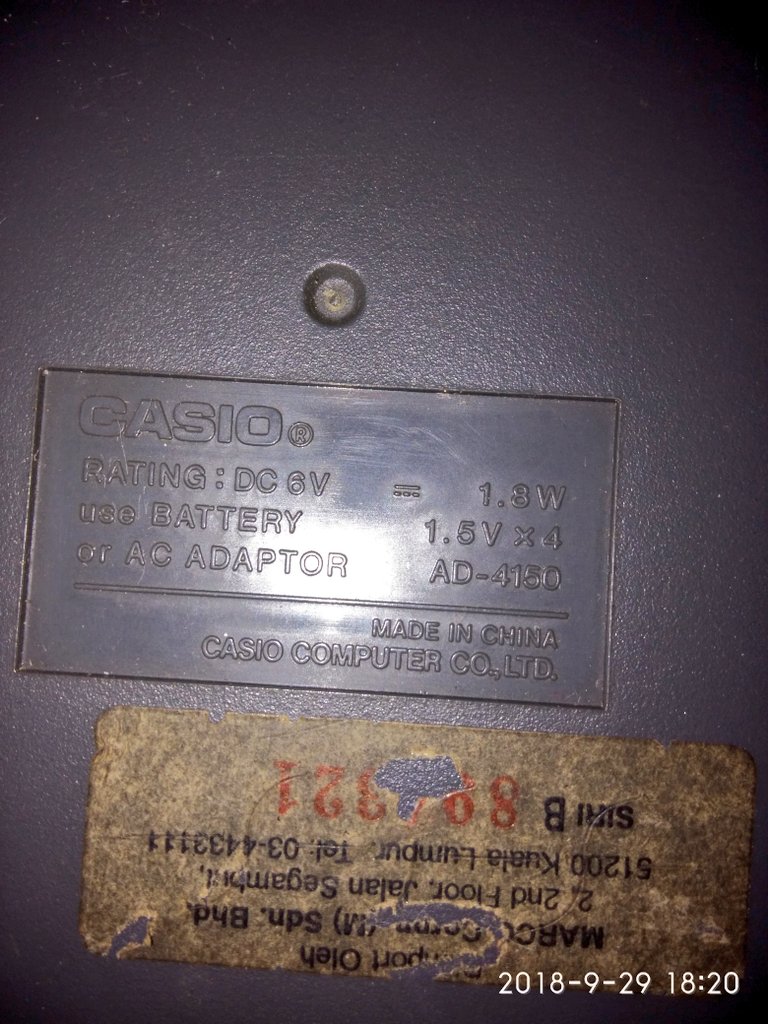 CASIO®
RATING : DC 6V ⎓ 1.8W
use BATTERY 1.5V × 4
or AC ADAPTOR AD-4150
MADE IN CHINA
CASIO COMPUTER CO., LTD.
Oleh
(M) Sdn. Bhd.
2, 2nd Floor, Jalan
51200 Kuala Lumpur. Tel: 03-4433111
SIRI B
2018-9-29 18:20